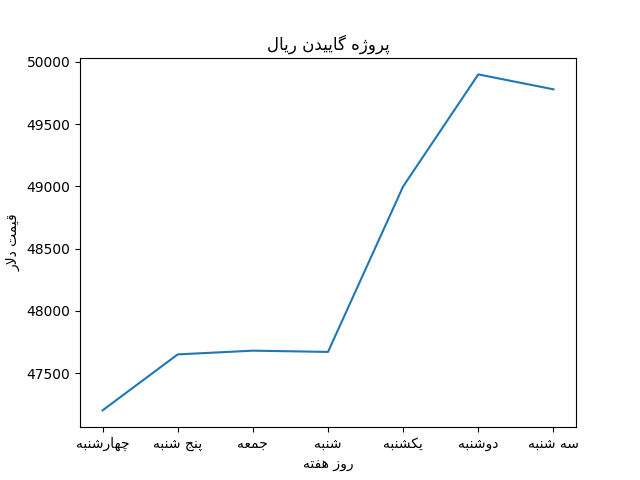 پروژه گاییدن ریال
50000
49500
49000
48500
48000
47500
قیمت دلار
چهارشنبه
پنج شنبه
جمعه
شنبه
یکشنبه
دوشنبه
سه شنبه
روز هفته